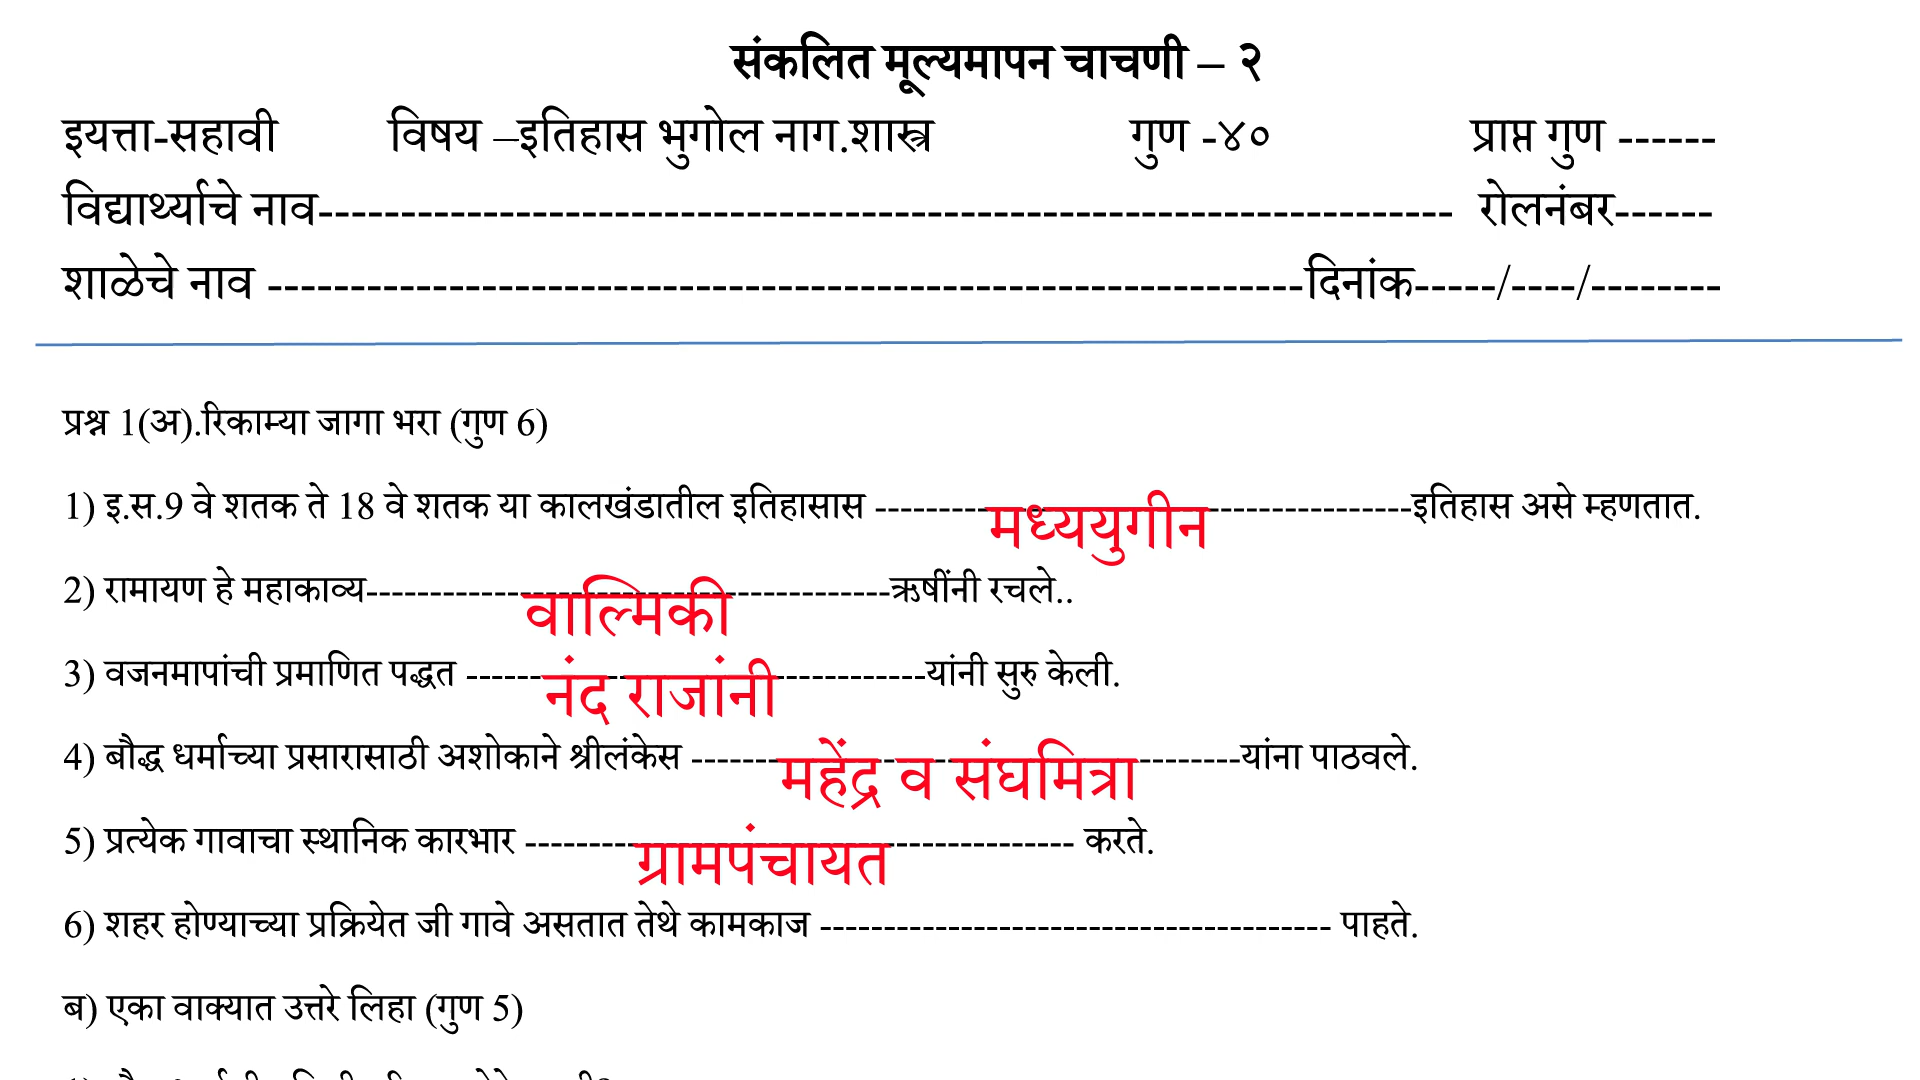 संकलित मूल्यमापन चाचणी – २
इयत्ता-सहावी विषय –इतिहास भुगोल नाग.शास्त्र गुण -४० प्राप्त गुण ------
विद्यार्थ्याचे नाव--------------------------------------------------------------------- रोलनंबर------
शाळेचे नाव ---------------------------------------------------------------दिनांक-----/----/--------
प्रश्न 1(अ).रिकाम्या जागा भरा (गुण 6)
1) इ.स.9 वे शतक ते 18 वे शतक या कालखंडातील इतिहासास ------------------------------------------इतिहास असे म्हणतात.
मध्ययुगीन
2) रामायण हे महाकाव्य-----------------------------------------ऋषींनी रचले..
वाल्मिकी
3) वजनमापांची प्रमाणित पद्धत ------------------------------------यांनी सुरु केली.
नंद राजांनी
4) बौद्ध धर्माच्या प्रसारासाठी अशोकाने श्रीलंकेस -------------------------------------------यांना पाठवले.
महेंद्र व संघमित्रा
5) प्रत्येक गावाचा स्थानिक कारभार ------------------------------------------- करते.
ग्रामपंचायत
6) शहर होण्याच्या प्रक्रियेत जी गावे असतात तेथे कामकाज ---------------------------------------- पाहते.
ब) एका वाक्यात उत्तरे लिहा (गुण 5)